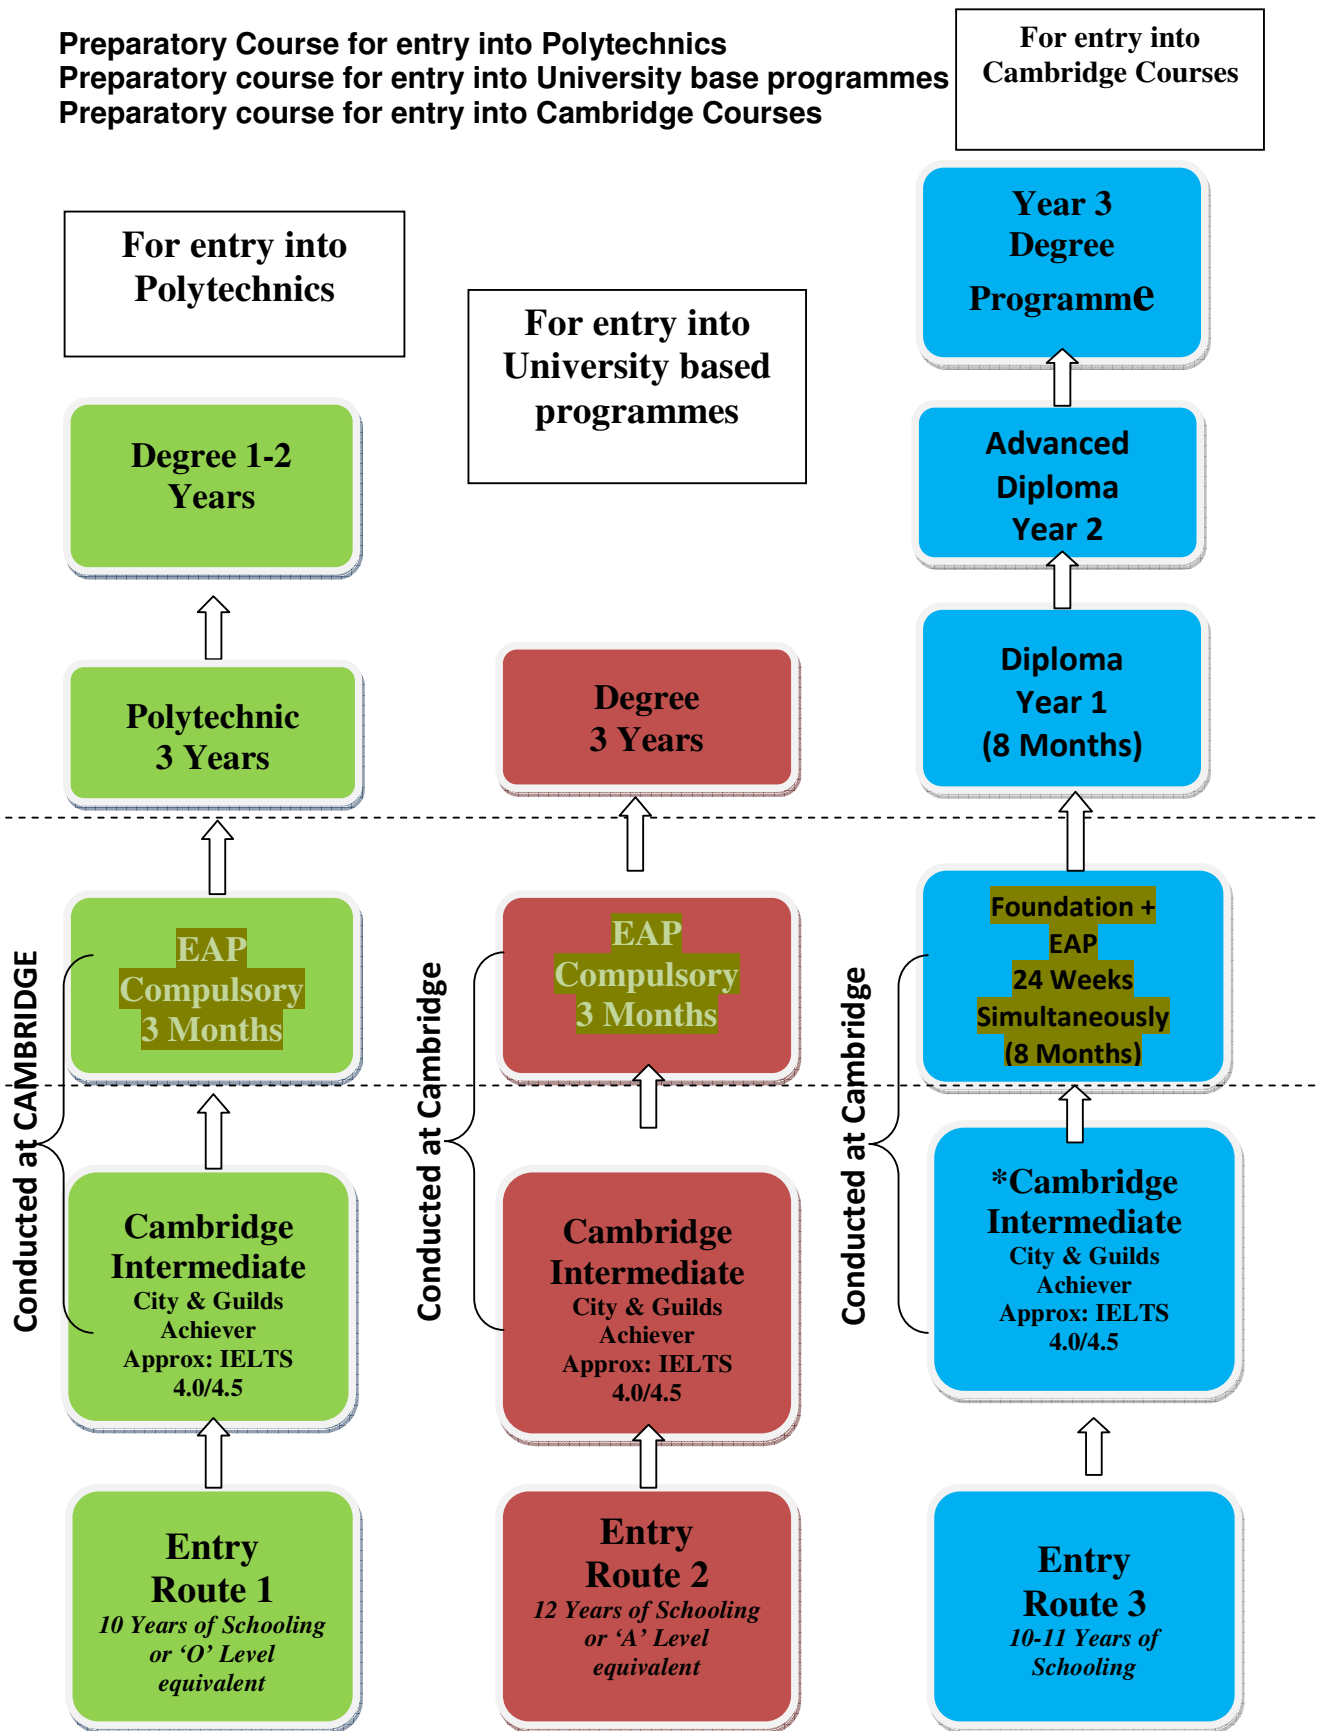 Preparatory Course for entry into Polytechnics
Preparatory course for entry into University base programmes
Preparatory course for entry into Cambridge Courses
For entry into
Cambridge Courses
For entry into
Polytechnics
Degree 1-2
Years
Polytechnic
3 Years
EAP
Compulsory
3 Months
Conducted at CAMBRIDGE
Cambridge
Intermediate
City & Guilds
Achiever
Approx: IELTS
4.0/4.5
Entry
Route 1
10 Years of Schooling
or ‘O’ Level
equivalent
For entry into
University based
programmes
Degree
3 Years
EAP
Compulsory
3 Months
Conducted at Cambridge
Cambridge
Intermediate
City & Guilds
Achiever
Approx: IELTS
4.0/4.5
Entry
Route 2
12 Years of Schooling
or ‘A’ Level
equivalent
Year 3
Degree
Programme
Advanced
Diploma
Year 2
Diploma
Year 1
(8 Months)
Foundation +
EAP
24 Weeks
Simultaneously
(8 Months)
Conducted at Cambridge
*Cambridge
Intermediate
City & Guilds
Achiever
Approx: IELTS
4.0/4.5
Entry
Route 3
10-11 Years of
Schooling